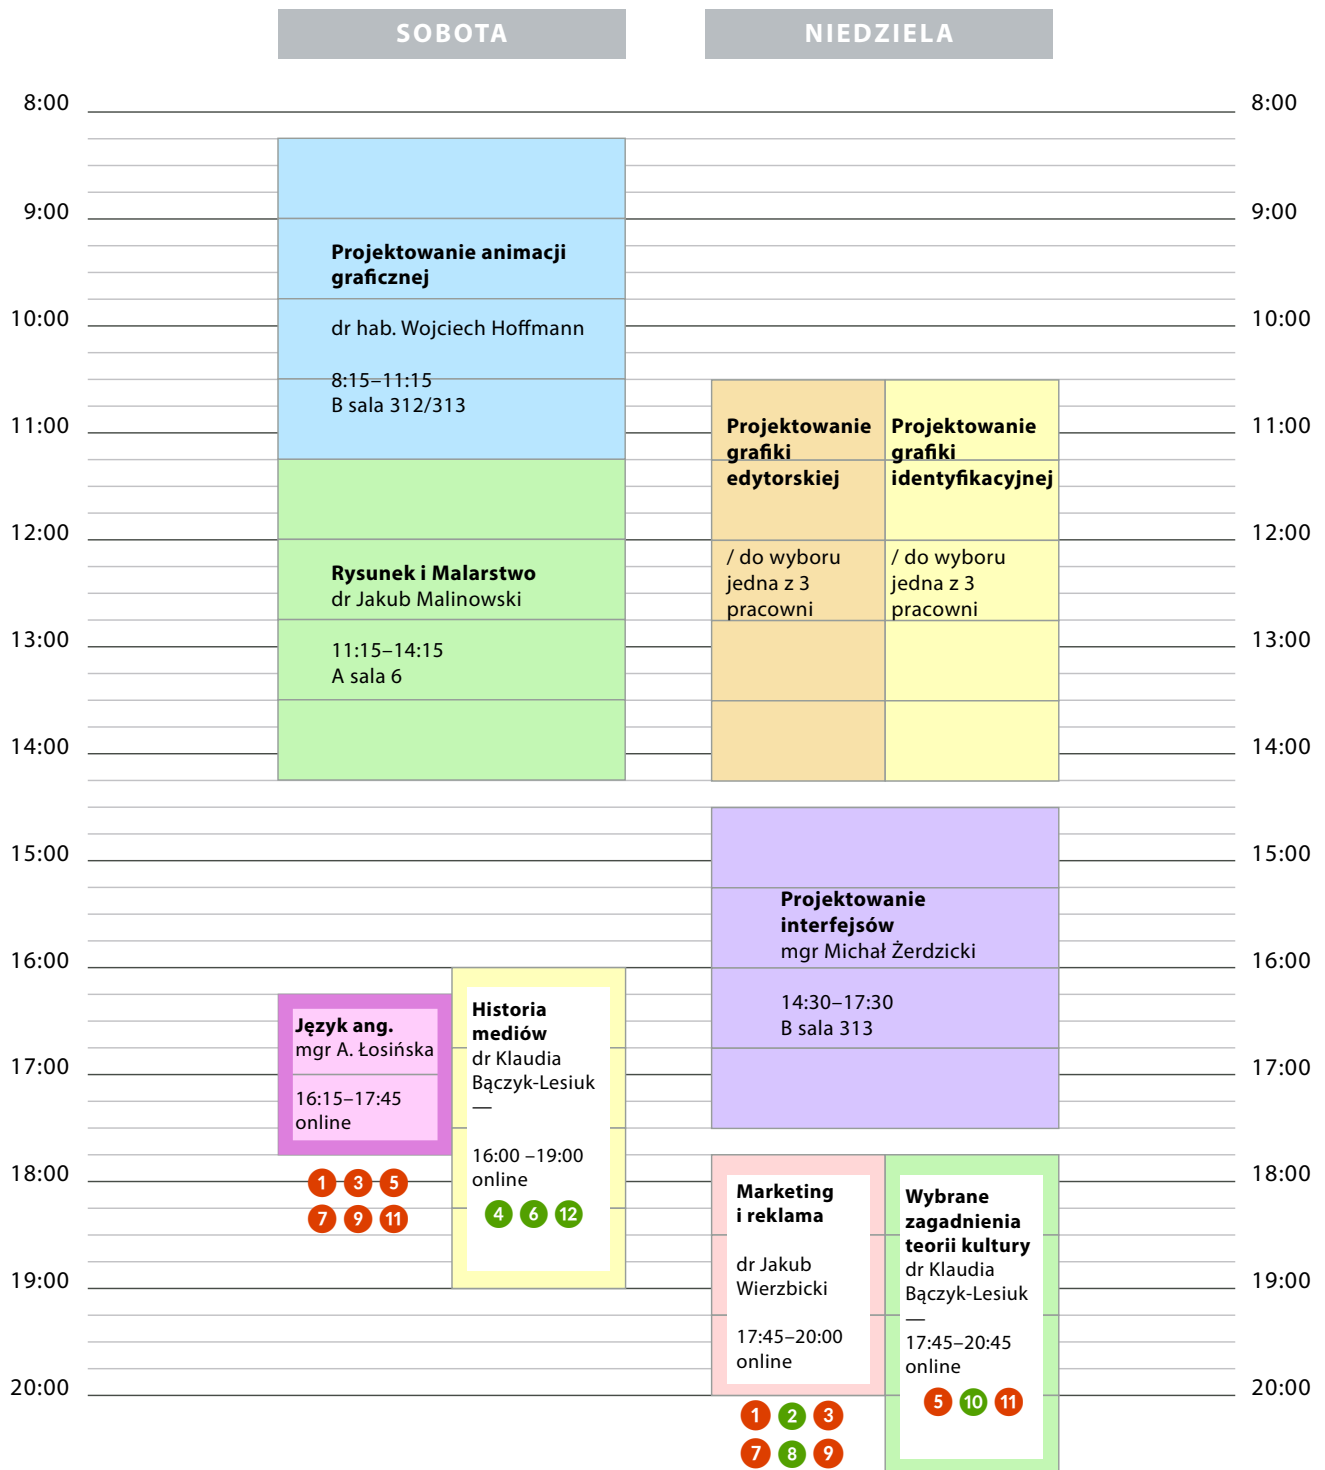 SOBOTA
NIEDZIELA
8:00
8:00
9:00
9:00
10:00
10:00
11:00
11:00
12:00
12:00
13:00
13:00
14:00
14:00
15:00
15:00
16:00
16:00
17:00
17:00
18:00
18:00
19:00
19:00
20:00
20:00
Projektowanie animacji
graficznej
dr hab. Wojciech Hoffmann
8:15–11:15
B sala 312/313
Rysunek i Malarstwo
dr Jakub Malinowski
11:15–14:15
A sala 6
Język ang.
mgr A. Łosińska
16:15–17:45
online
1 3 5
7 9 11
Historia
mediów
dr Klaudia
Bączyk-Lesiuk
—
16:00 –19:00
online
4 6 12
Projektowanie
grafiki
edytorskiej
/ do wyboru
jedna z 3
pracowni
Projektowanie
grafiki
identyfikacyjnej
/ do wyboru
jedna z 3
pracowni
Projektowanie
interfejsów
mgr Michał Żerdzicki
14:30–17:30
B sala 313
Marketing
i reklama
dr Jakub
Wierzbicki
17:45–20:00
online
1 2 3
7 8 9
Wybrane
zagadnienia
teorii kultury
dr Klaudia
Bączyk-Lesiuk
—
17:45–20:45
online
5 10 11